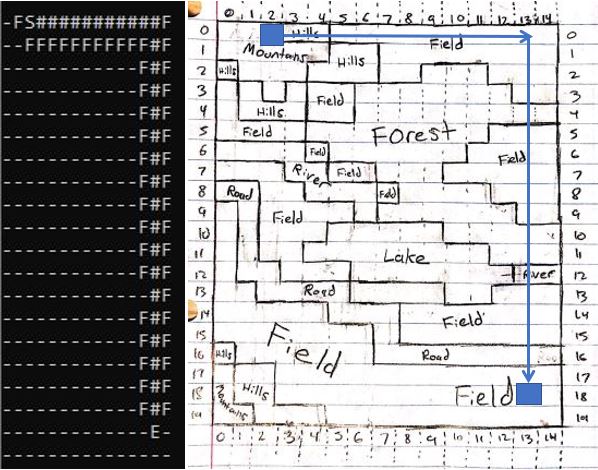 -FS###########F
--FFFFFFFFFFF#F
------------F#F
------------F#F
------------F#F
------------F#F
------------F#F
------------F#F
------------F#F
------------F#F
------------F#F
------------F#F
-------------#F
------------F#F
------------F#F
------------F#F
------------F#F
------------F#F
-------------E-
---------------
0 1 2 3 4 5 6 7 8 9 10 11 12 13 14
0 Hills 0
1 Mountains Hills Field 1
2 Hills 2
3 Field 3
4 Hills 4
5 Field Forest 5
6 Field Field 6
7 River Field 7
8 Road Field 8
9 Field 9
10 10
11 Lake 11
12 River 12
13 Road 13
14 Field 14
15 Field 15
16 Hills Road 16
17 17
18 Mountains Hills Field 18
19 19
0 1 2 3 4 5 6 7 8 9 10 11 12 13 14